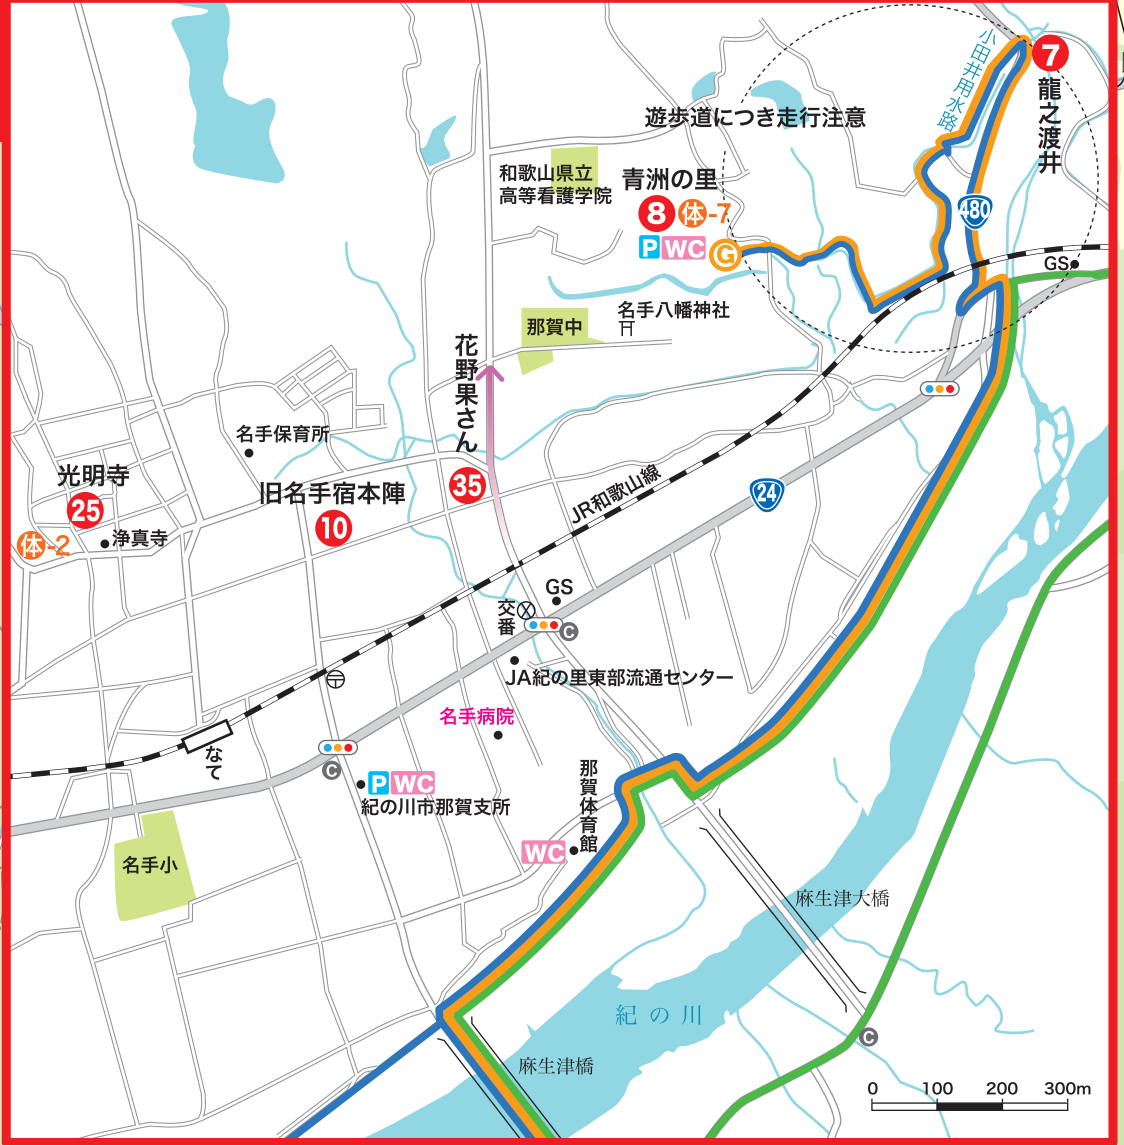 小田井用水路
7
龍之渡井
遊歩道につき走行注意
和歌山県立
高等看護学院
青洲の里
8 体-7
P WC
G
480
GS
名手八幡神社
那賀中
花野果さん
35
名手保育所
光明寺
25
旧名手宿本陣
10
体-2
浄真寺
JR和歌山線
24
GS
交番
C
JA紀の里東部流通センター
名手病院
なて
C
P WC
紀の川市那賀支所
那賀体育館
WC
名手小
麻生津大橋
紀の川
C
麻生津橋
0 100 200 300m